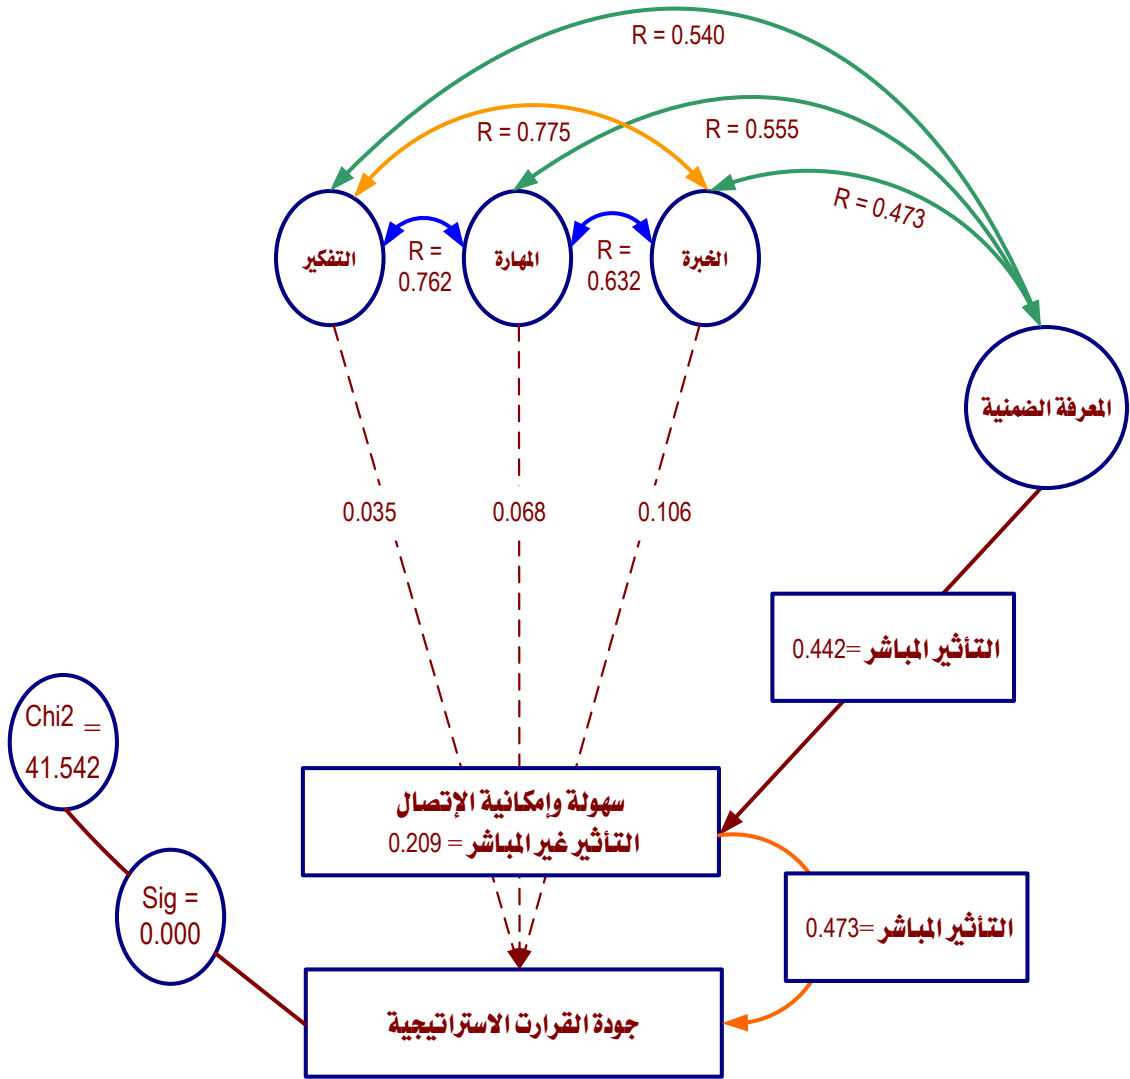 R = 0.540
R = 0.775
R = 0.555
R = 0.473
التفكير
R =
0.762
المهارة
R =
0.632
الخبرة
المعرفة الضمنية
0.035
0.068
0.106
التأثير المباشر=0.442
Chi2 =
41.542
سهولة وإمكانية الإتصال
التأثير غير المباشر = 0.209
Sig =
0.000
التأثير المباشر=0.473
جودة القرارت الاستراتيجية